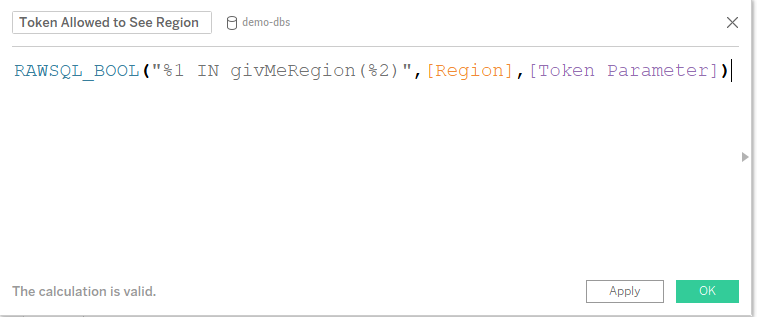 Token Allowed to See Region demo-dbs
RAWSQL_BOOL("%1 IN givMeRegion(%2)",[Region],[Token Parameter])
The calculation is valid. Apply OK